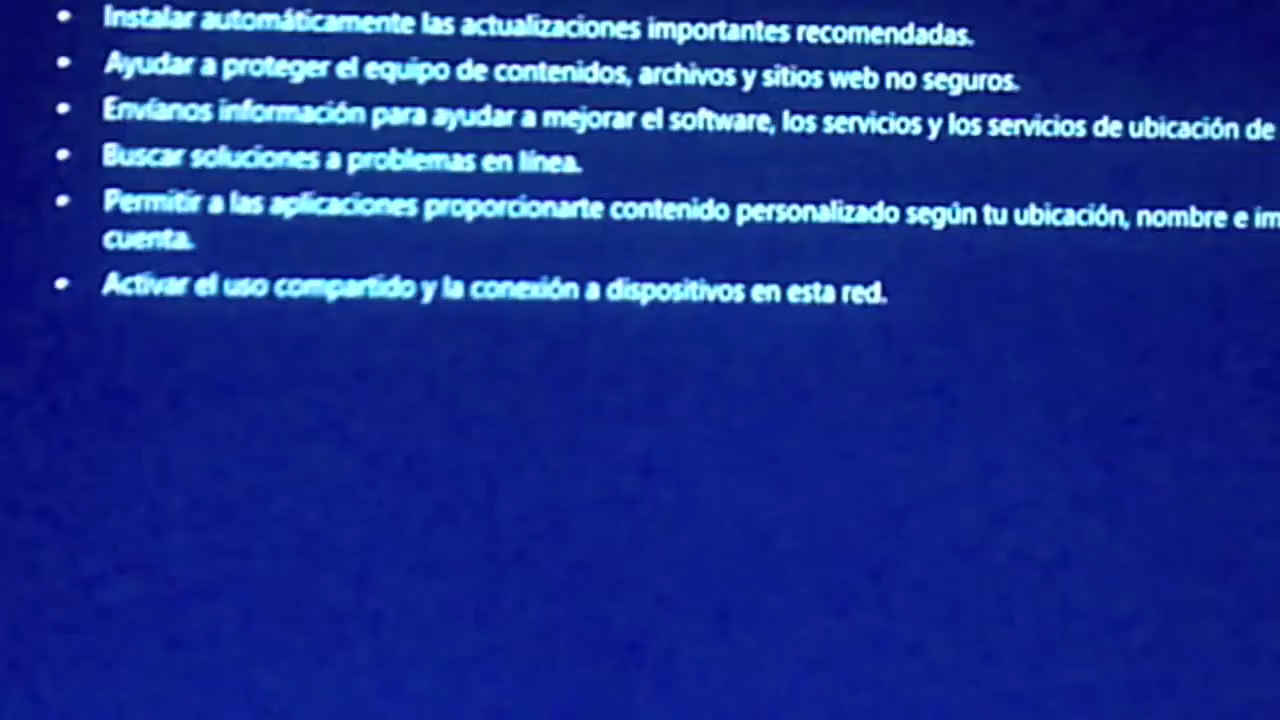 • Instalar automáticamente las actualizaciones importantes recomendadas.
• Ayudar a proteger el equipo de contenidos, archivos y sitios web no seguros.
• Envíanos información para ayudar a mejorar el software, los servicios y los servicios de ubicación de
• Buscar soluciones a problemas en línea.
• Permitir a las aplicaciones proporcionarte contenido personalizado según tu ubicación, nombre e im
cuenta.
• Activar el uso compartido y la conexión a dispositivos en esta red.